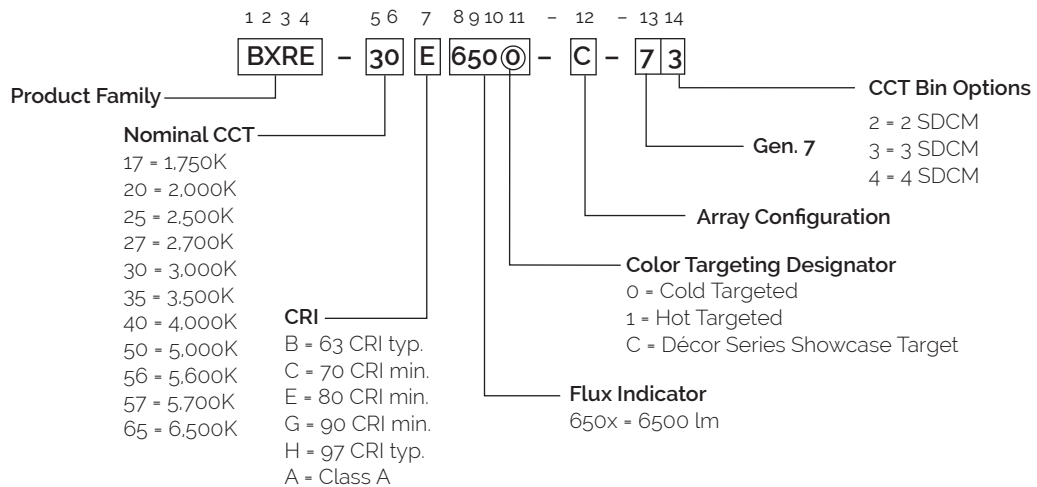 1 2 3 4 5 6 7 8 9 10 11 – 12 – 13 14
BXRE – 30 E 6500 – C – 7 3
Product Family
CCT Bin Options
2 = 2 SDCM
3 = 3 SDCM
4 = 4 SDCM
Nominal CCT
17 = 1,750K
20 = 2,000K
25 = 2,500K
27 = 2,700K
30 = 3,000K
35 = 3,500K
40 = 4,000K
50 = 5,000K
56 = 5,600K
57 = 5,700K
65 = 6,500K
Gen. 7
Array Configuration
Color Targeting Designator
0 = Cold Targeted
1 = Hot Targeted
C = Décor Series Showcase Target
CRI
B = 63 CRI typ.
C = 70 CRI min.
E = 80 CRI min.
G = 90 CRI min.
H = 97 CRI typ.
A = Class A
Flux Indicator
650x = 6500 lm